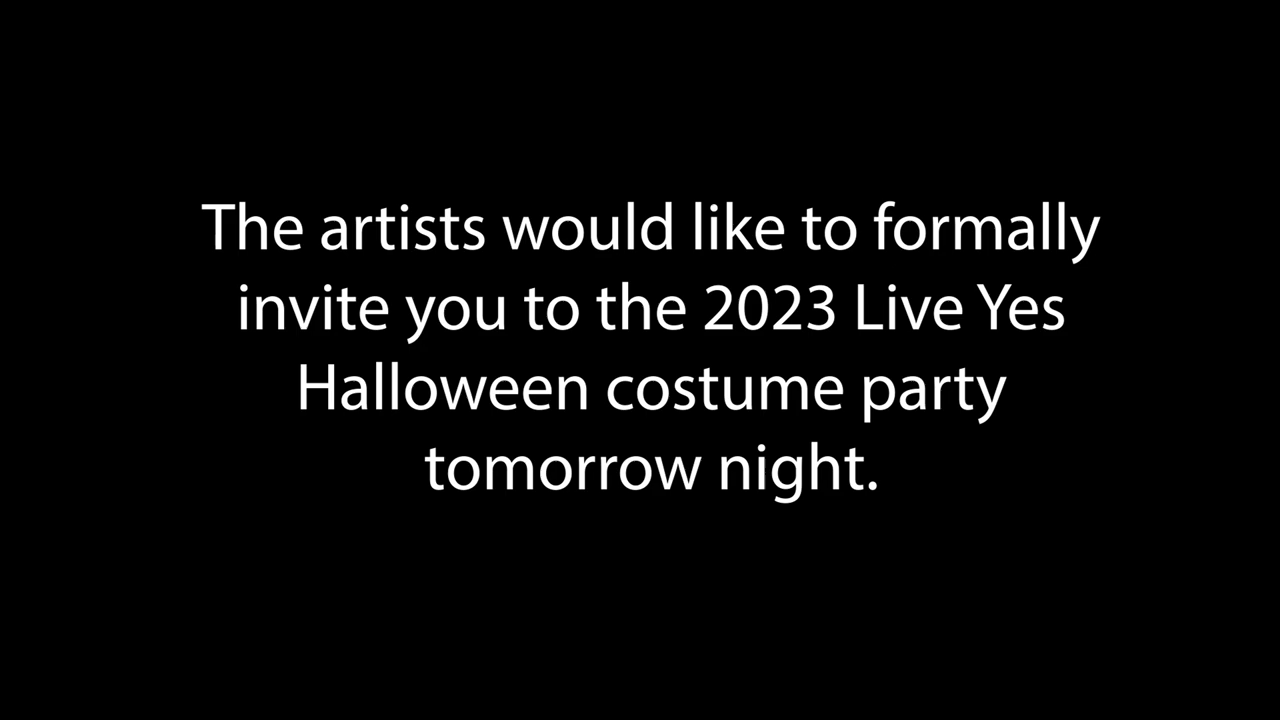 The artists would like to formally
invite you to the 2023 Live Yes
Halloween costume party
tomorrow night.